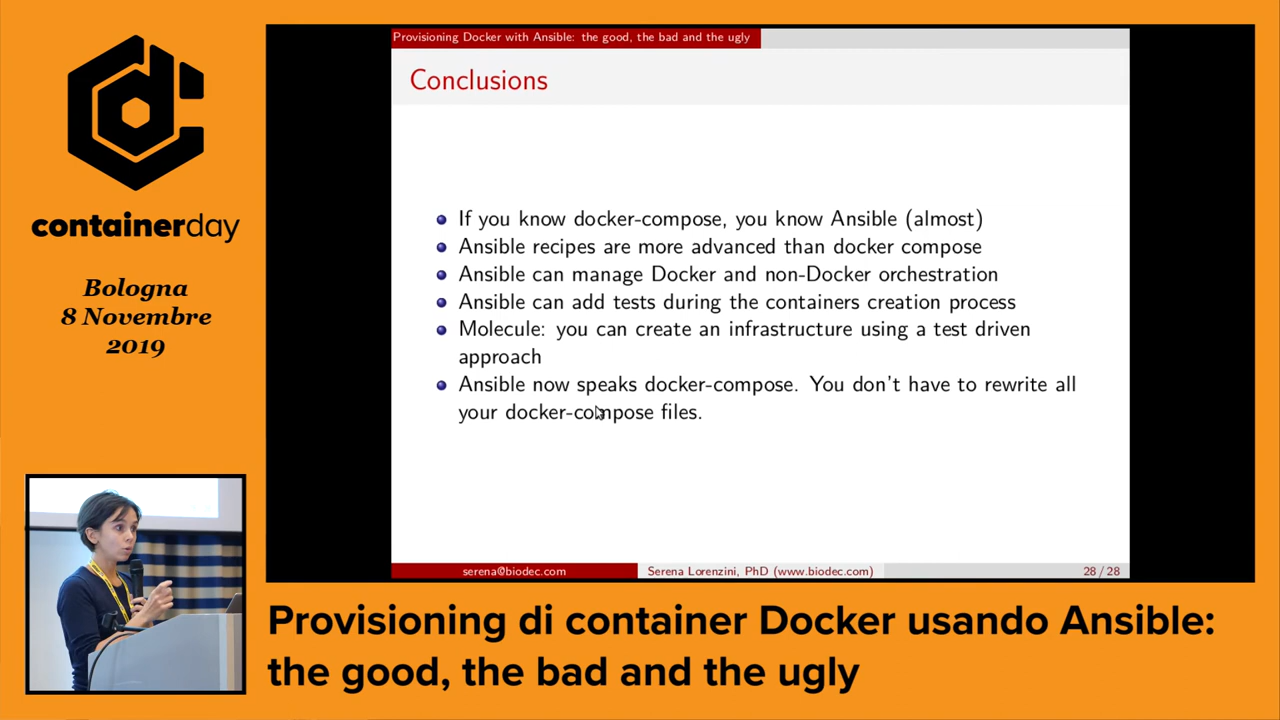 containerday
Bologna
8 Novembre
2019
Provisioning Docker with Ansible: the good, the bad and the ugly
Conclusions
If you know docker-compose, you know Ansible (almost)
Ansible recipes are more advanced than docker compose
Ansible can manage Docker and non-Docker orchestration
Ansible can add tests during the containers creation process
Molecule: you can create an infrastructure using a test driven
approach
Ansible now speaks docker-compose. You don't have to rewrite all
your docker-compose files.
serena@biodec.com
Serena Lorenzini, PhD (www.biodec.com)
28 / 28
Provisioning di container Docker usando Ansible:
the good, the bad and the ugly